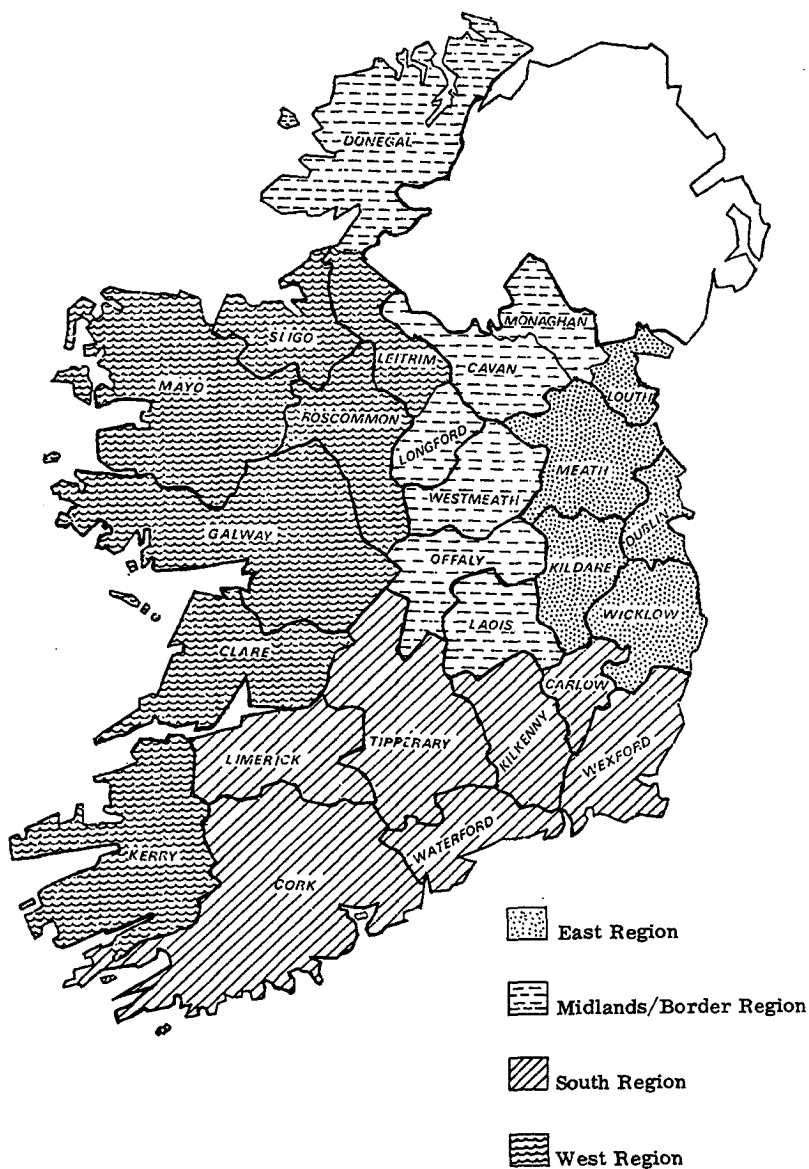 DONEGAL
MONAGHAN
SLIGO
LEITRIM
CAVAN
LOUTH
MAYO
ROSCOMMON
LONGFORD
MEATH
WESTMEATH
DUBLIN
GALWAY
OFFALY
KILDARE
LAOIS
WICKLOW
CLARE
CARLOW
LIMERICK
TIPPERARY
KILKENNY
WEXFORD
KERRY
WATERFORD
CORK
East Region
Midlands/Border Region
South Region
West Region